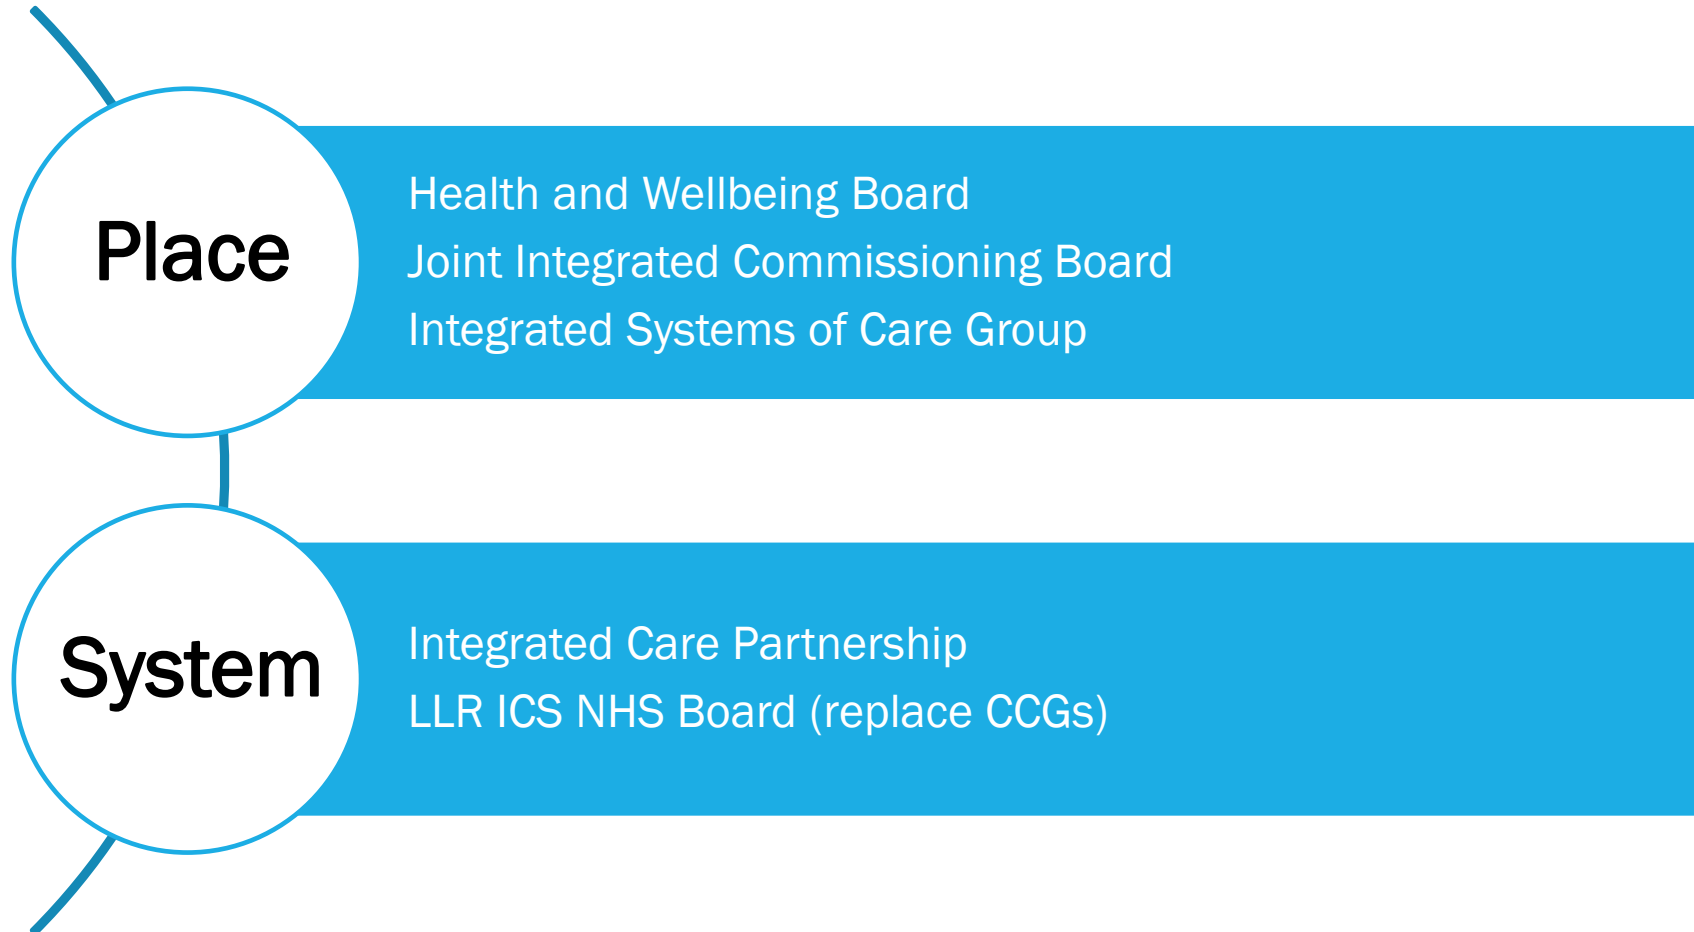 Place
Health and Wellbeing Board
Joint Integrated Commissioning Board
Integrated Systems of Care Group
System
Integrated Care Partnership
LLR ICS NHS Board (replace CCGs)